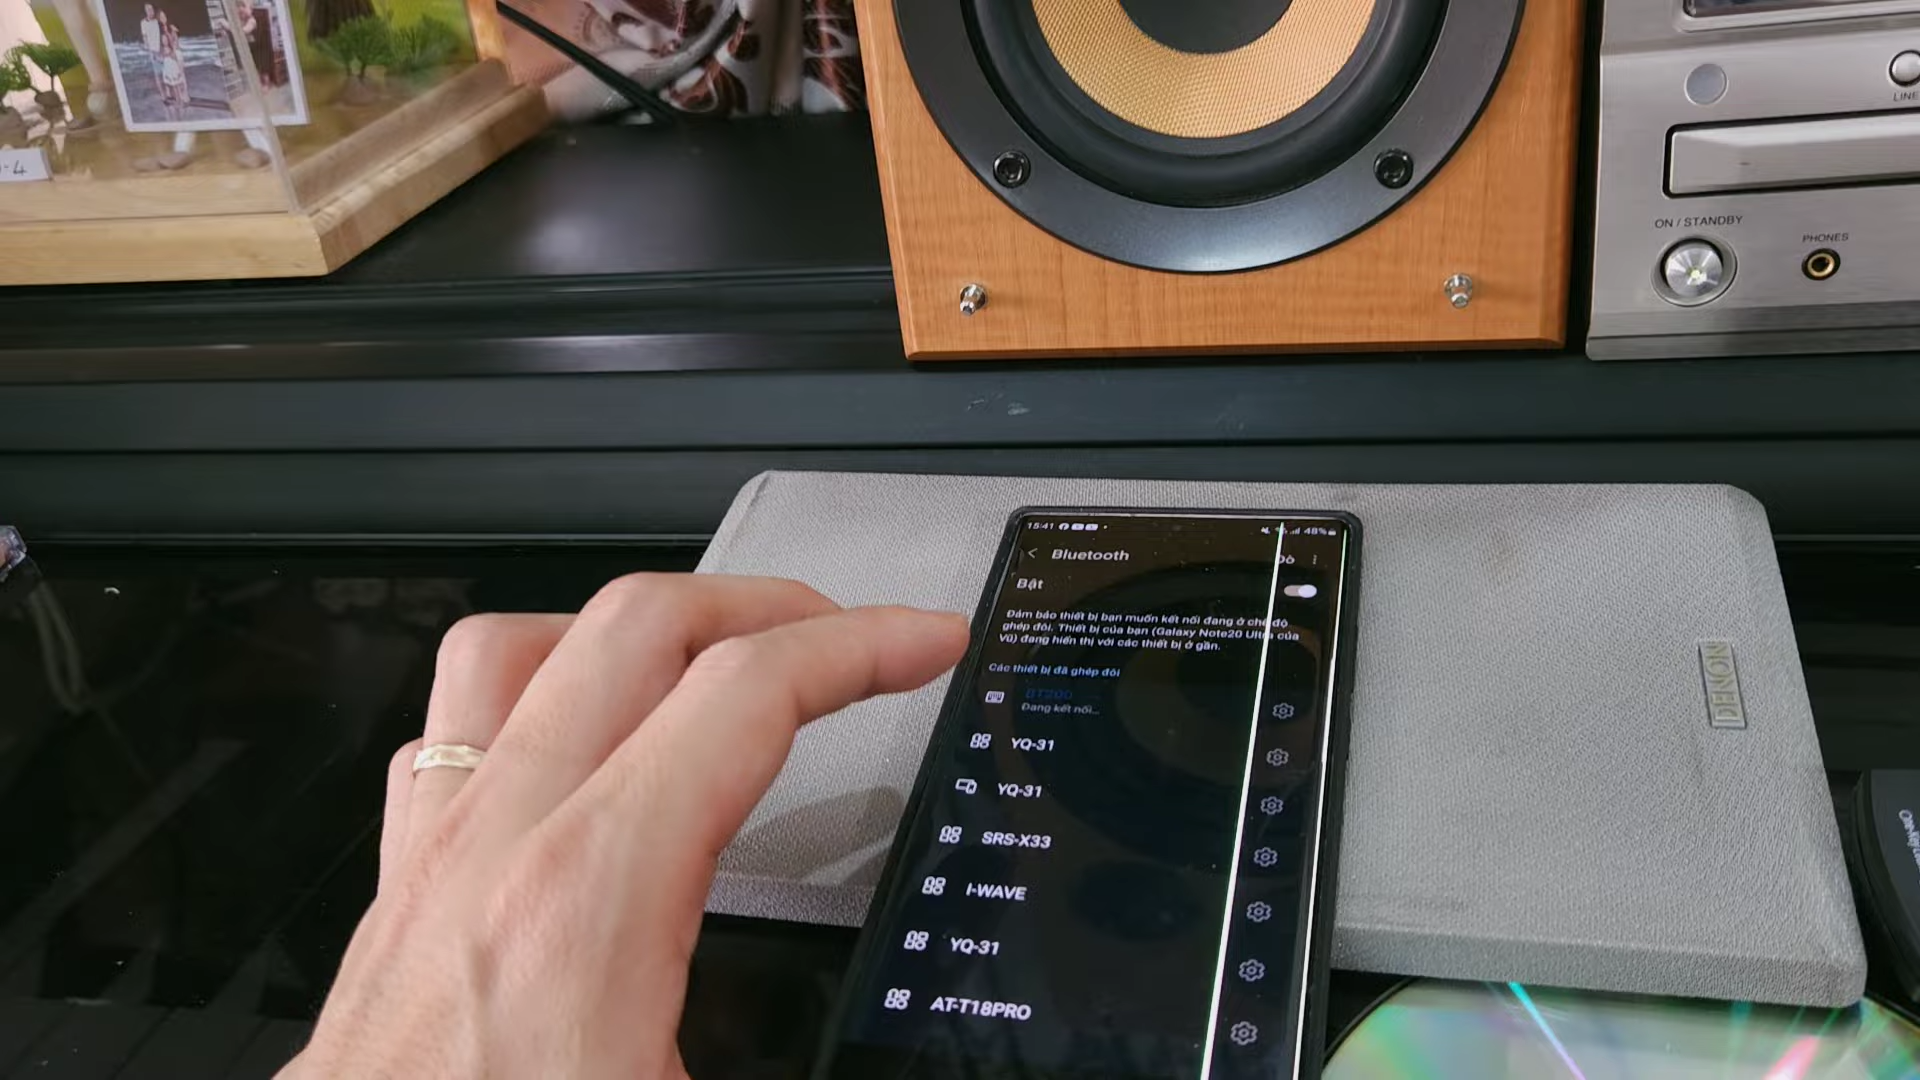 LINE
ON / STANDBY
PHONES
15:41
48%
Bluetooth
Dò
Bật
Đảm bảo thiết bị bạn muốn kết nối đang ở chế độ
ghép đôi. Thiết bị của bạn (Galaxy Note20 Ultra của
Vũ) đang hiển thị với các thiết bị ở gần.
Các thiết bị đã ghép đôi
BT200
Đang kết nối...
YQ-31
YQ-31
SRS-X33
I-WAVE
YQ-31
AT-T18PRO
DENON